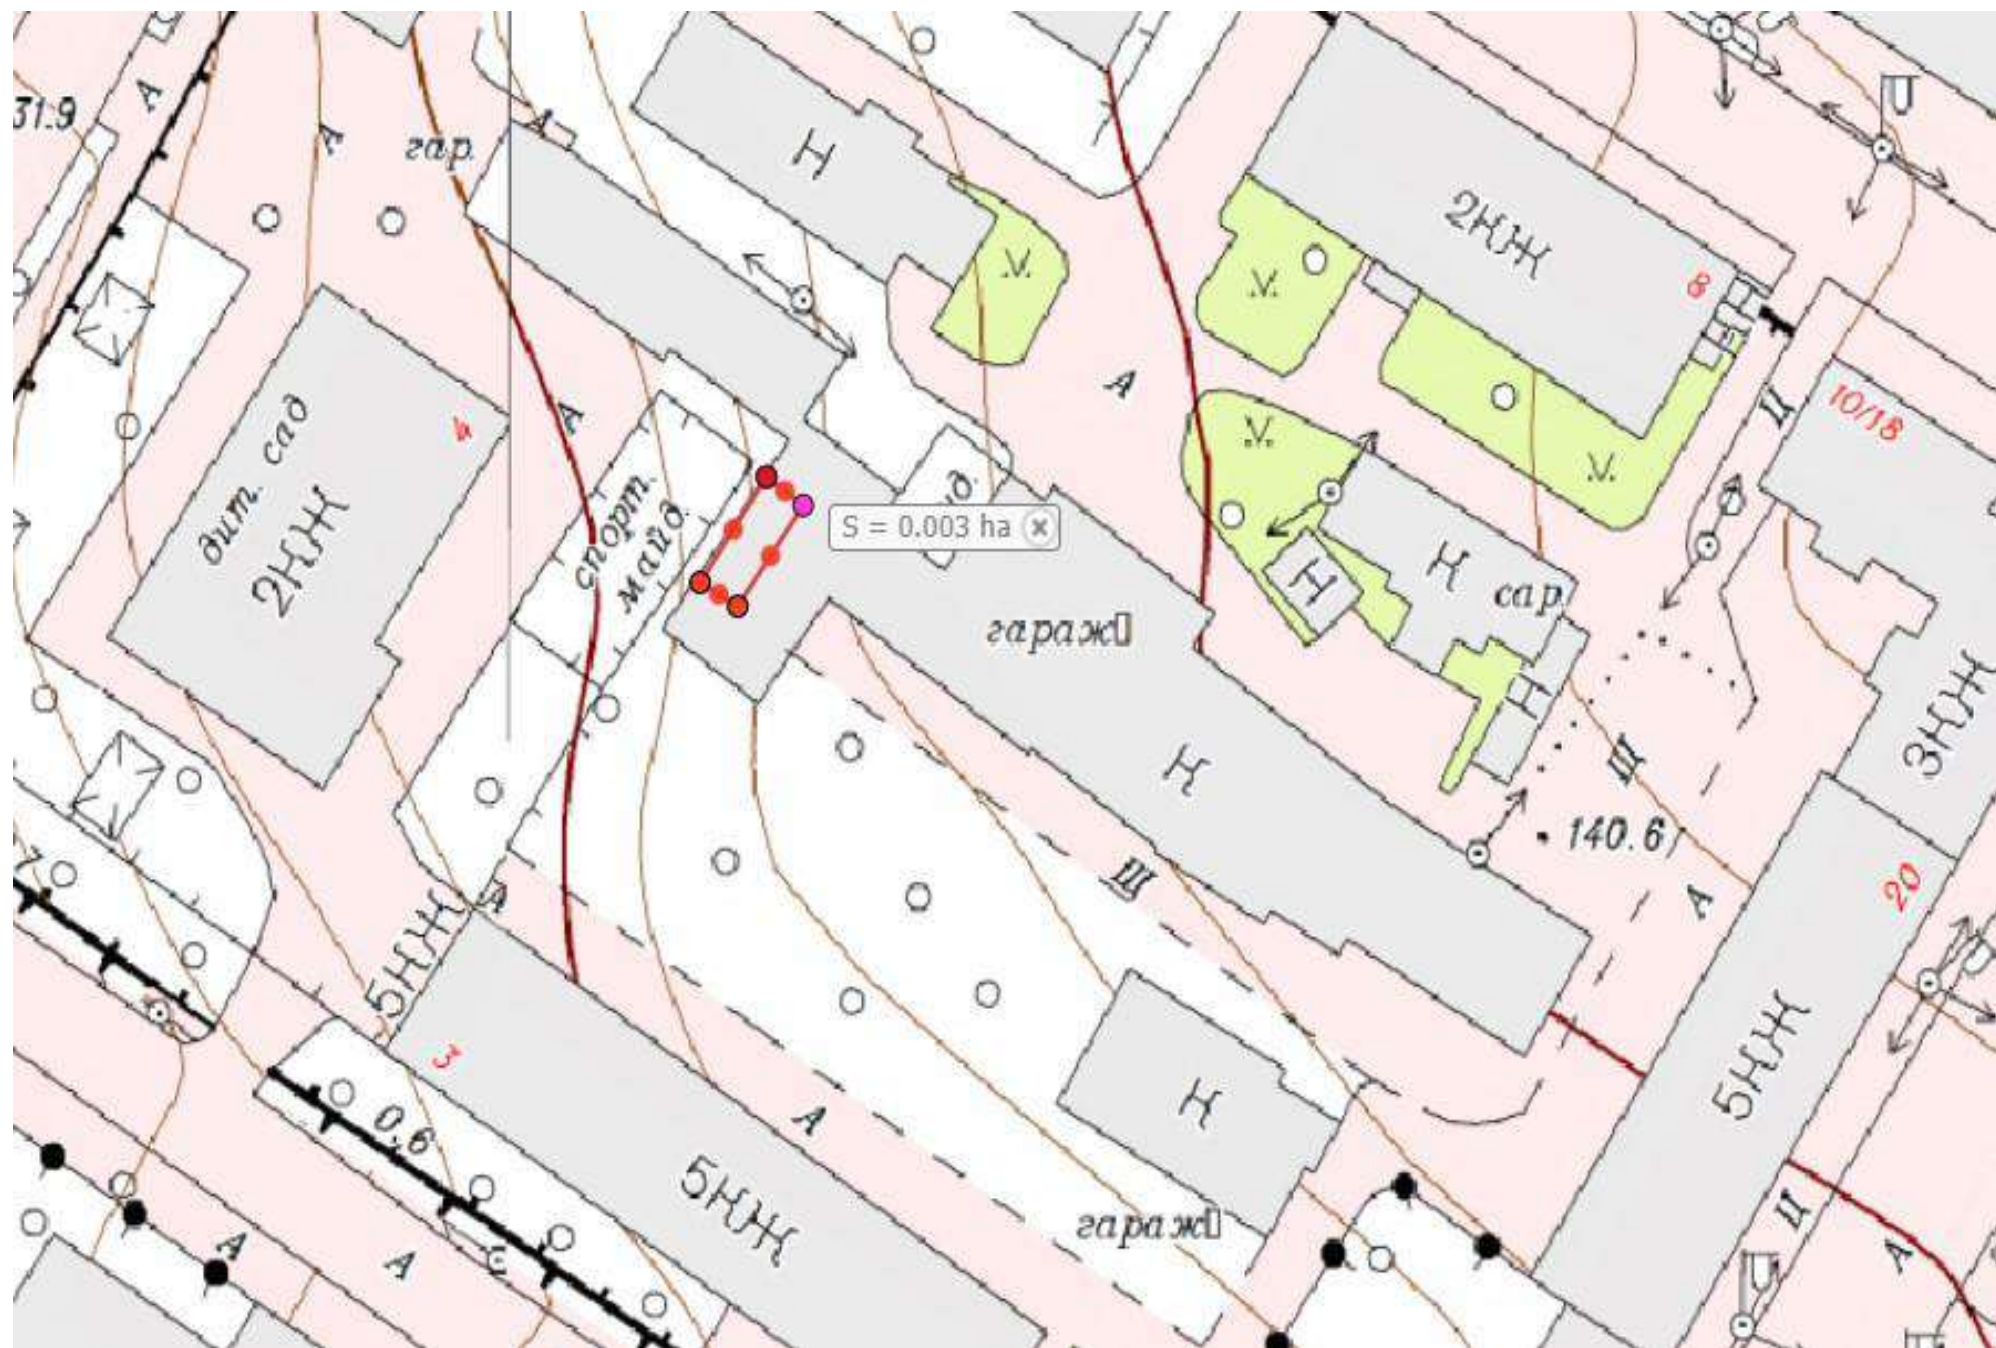 А
31.9
А
гар.
А
Н
2НЖ
8
А
А
Ц
10/18
дит. сад
2НЖ
4
спорт.
майд.
S = 0.003 ha
Н
Н
сар.
гараж
Н
Н
3НЖ
Ш
140.6
Ш
А
20
5НЖ
А
3
5НЖ
Н
А
0.6
5НЖ
гараж
А
А
Ц
А